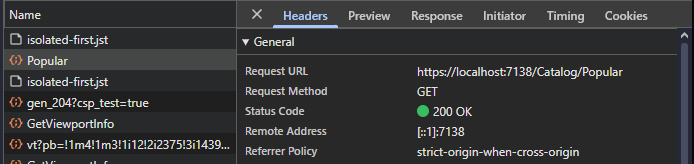 Name
isolated-first.jst
Popular
isolated-first.jst
gen_204?csp_test=true
GetViewportInfo
vt?pb=!1m4!1m3!1i12!2i2375!3i1439...
Headers Preview Response Initiator Timing Cookies
General
Request URL https://localhost:7138/Catalog/Popular
Request Method GET
Status Code 200 OK
Remote Address [::1]:7138
Referrer Policy strict-origin-when-cross-origin